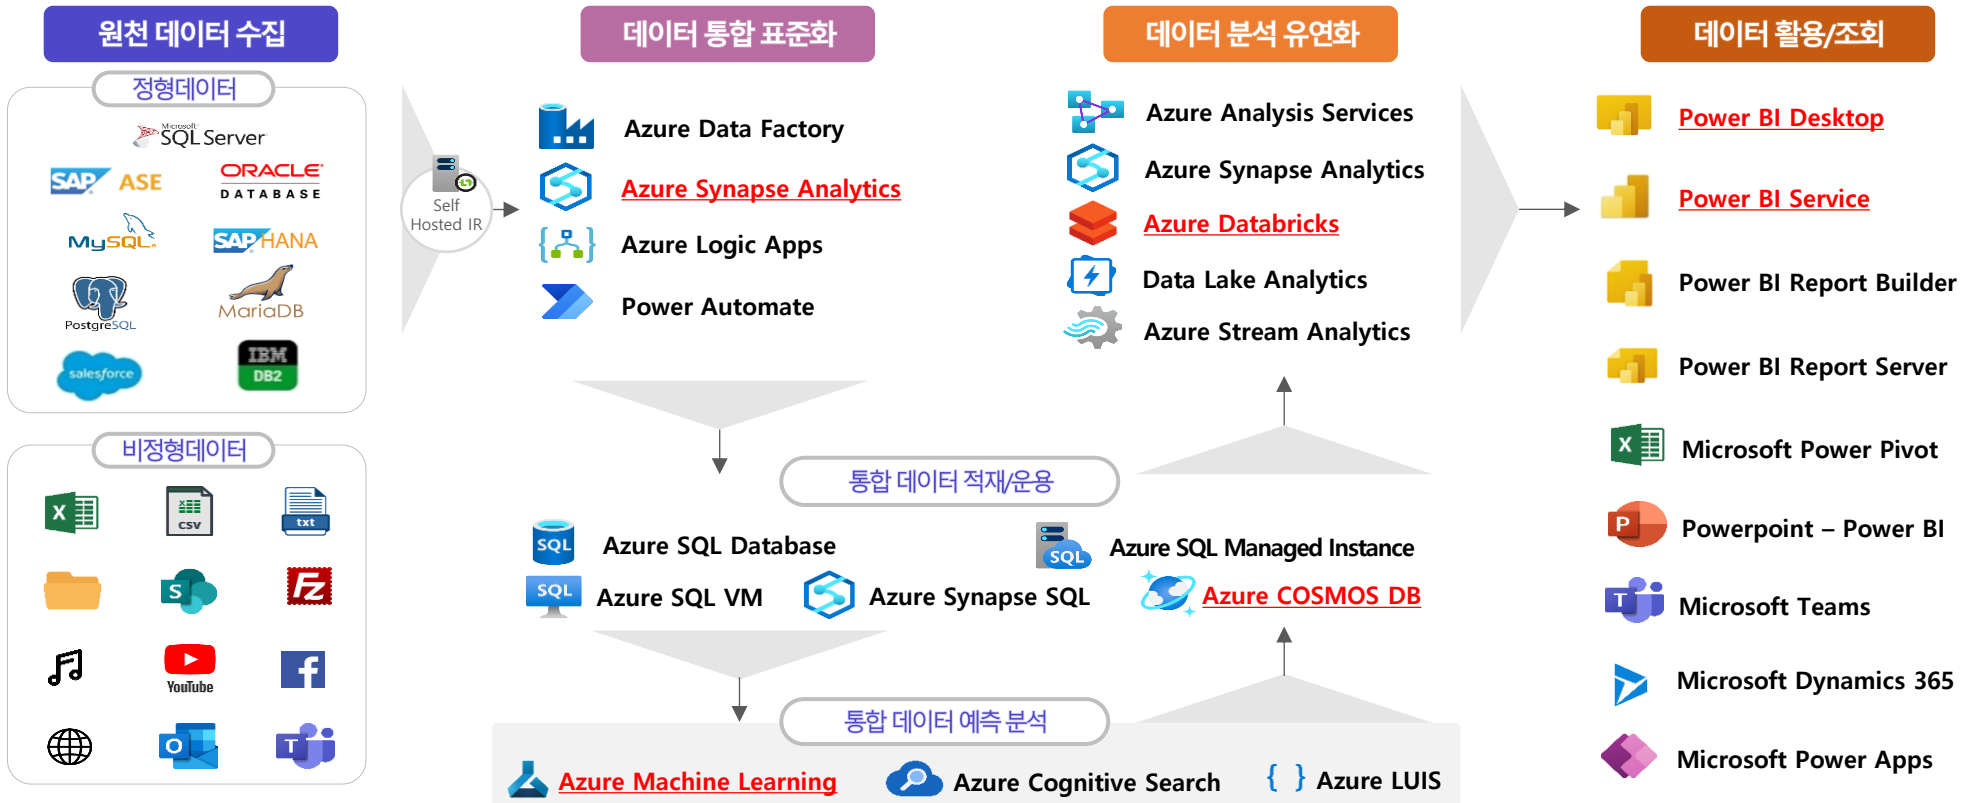 원천 데이터 수집
데이터 통합 표준화
데이터 분석 유연화
데이터 활용/조회
정형데이터
Microsoft
SQL Server
SAP ASE
ORACLE
DATABASE
MySQL
SAP HANA
PostgreSQL
MariaDB
salesforce
IBM
DB2
비정형데이터
X
CSV
txt
S
Fz
YouTube
f
O
T
Self
Hosted IR
Azure Data Factory
Azure Synapse Analytics
Azure Logic Apps
Power Automate
Azure Analysis Services
Azure Synapse Analytics
Azure Databricks
Data Lake Analytics
Azure Stream Analytics
통합 데이터 적재/운용
SQL
Azure SQL Database
SQL
Azure SQL Managed Instance
SQL
Azure SQL VM
Azure Synapse SQL
Azure COSMOS DB
통합 데이터 예측 분석
Azure Machine Learning
Azure Cognitive Search
{ } Azure LUIS
Power BI Desktop
Power BI Service
Power BI Report Builder
Power BI Report Server
X
Microsoft Power Pivot
P
Powerpoint – Power BI
T
Microsoft Teams
Microsoft Dynamics 365
Microsoft Power Apps